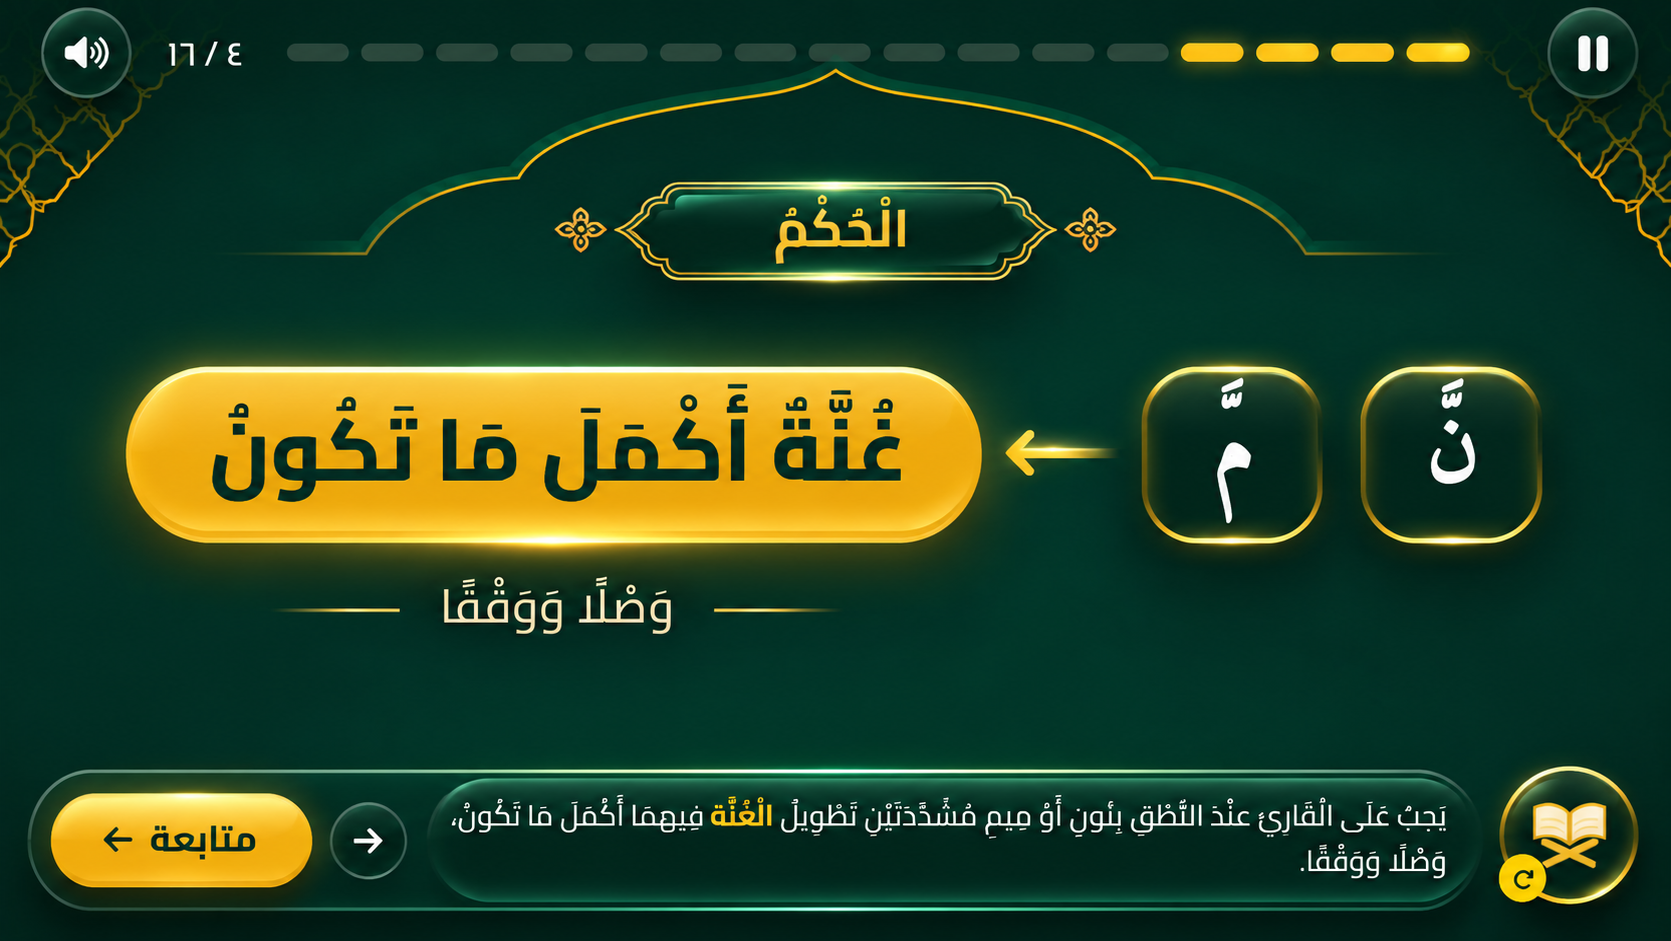 ٤ / ١٦
الْحُكْمُ
نَّ
مَّ
غُنَّةٌ أَكْمَلَ مَا تَكُونُ
وَصْلًا وَوَقْفًا
يَجِبُ عَلَى الْقَارِئِ عِنْدَ النُّطْقِ بِنُونٍ أَوْ مِيمٍ مُشَدَّدَتَيْنِ تَطْوِيلُ الْغُنَّةِ فِيهِمَا أَكْمَلَ مَا تَكُونُ،
وَصْلًا وَوَقْفًا.
متابعة